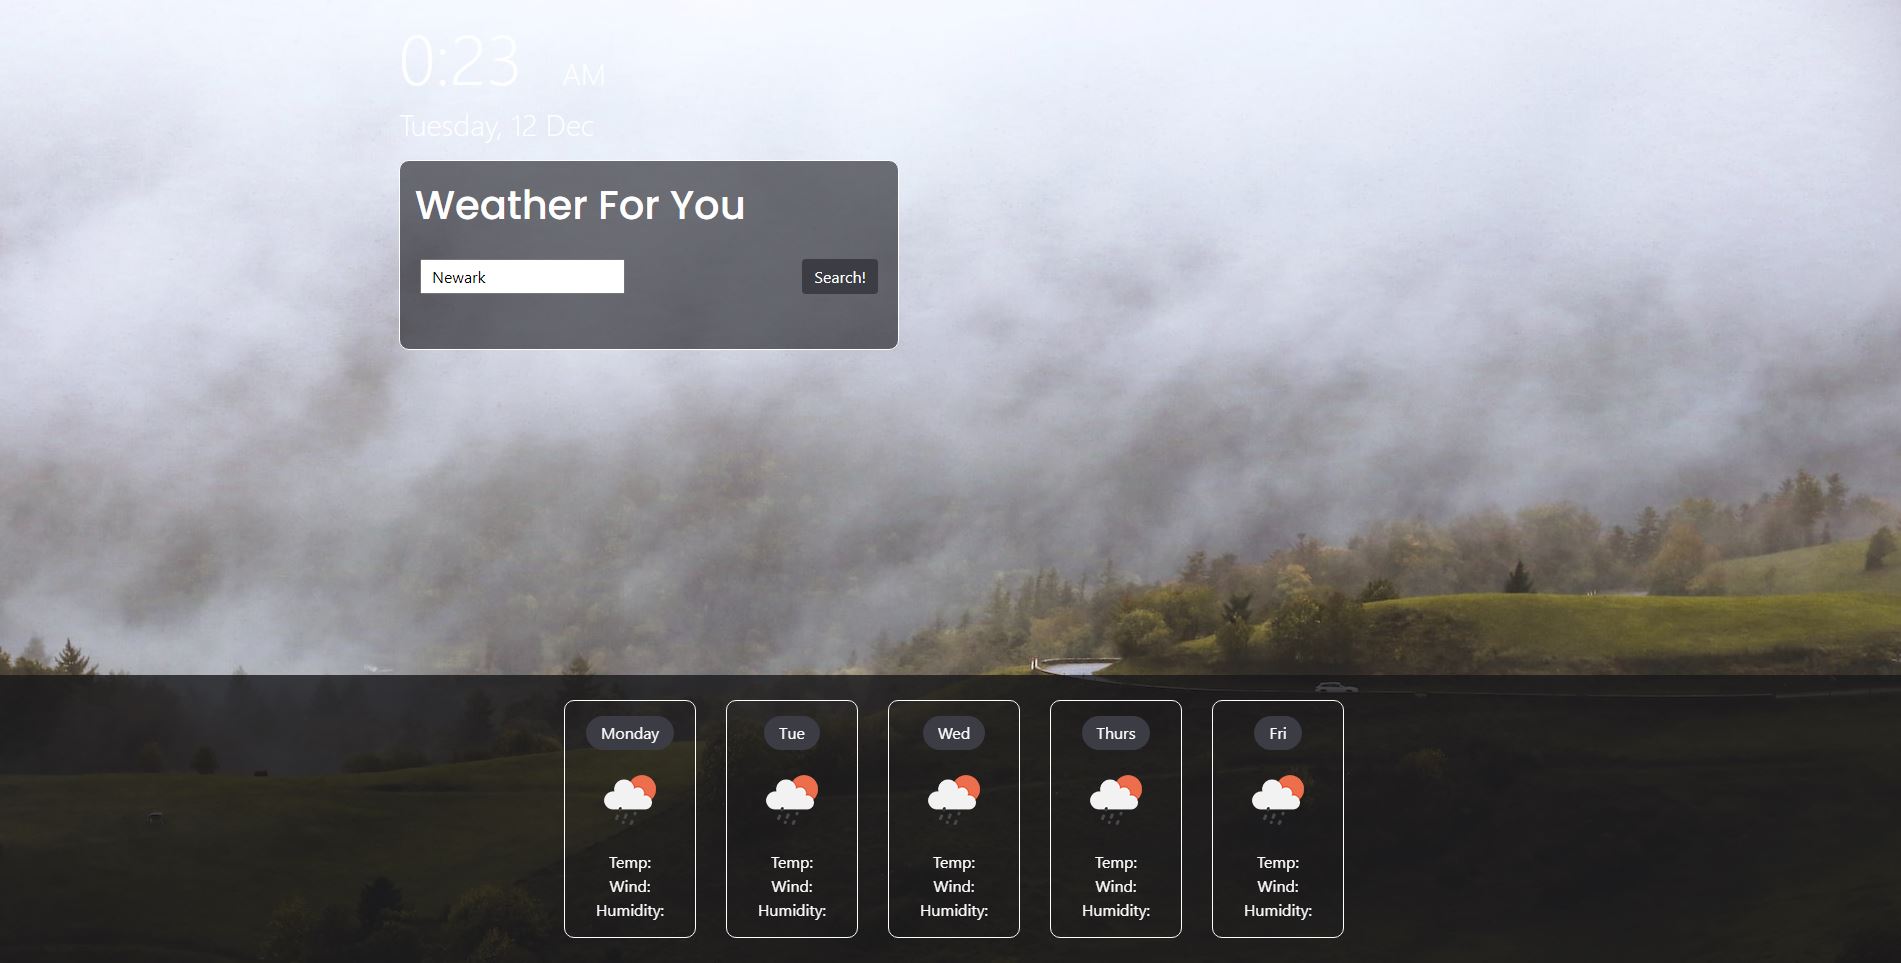 0:23 AM
Tuesday, 12 Dec
Weather For You
Newark Search!
Monday Tue Wed Thurs Fri
Temp: Temp: Temp: Temp: Temp:
Wind: Wind: Wind: Wind: Wind:
Humidity: Humidity: Humidity: Humidity: Humidity: